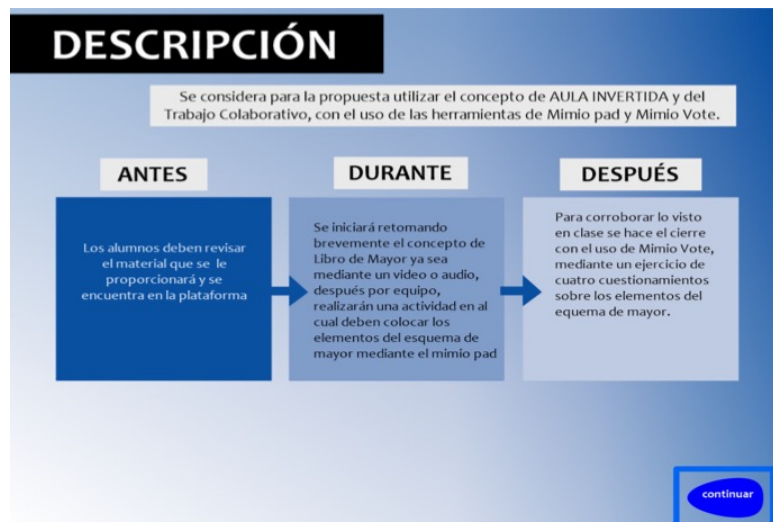 DESCRIPCIÓN
Se considera para la propuesta utilizar el concepto de AULA INVERTIDA y del
Trabajo Colaborativo, con el uso de las herramientas de Mimio pad y Mimio Vote.
ANTES
Los alumnos deben revisar
el material que se le
proporcionará y se
encuentra en la plataforma
DURANTE
Se iniciará retomando
brevemente el concepto de
Libro de Mayor ya sea
mediante un video o audio,
después por equipo,
realizarán una actividad en al
cual deben colocar los
elementos del esquema de
mayor mediante el mimio pad
DESPUÉS
Para corroborar lo visto
en clase se hace el cierre
con el uso de Mimio Vote,
mediante un ejercicio de
cuatro cuestionamientos
sobre los elementos del
equema de mayor.
continuar